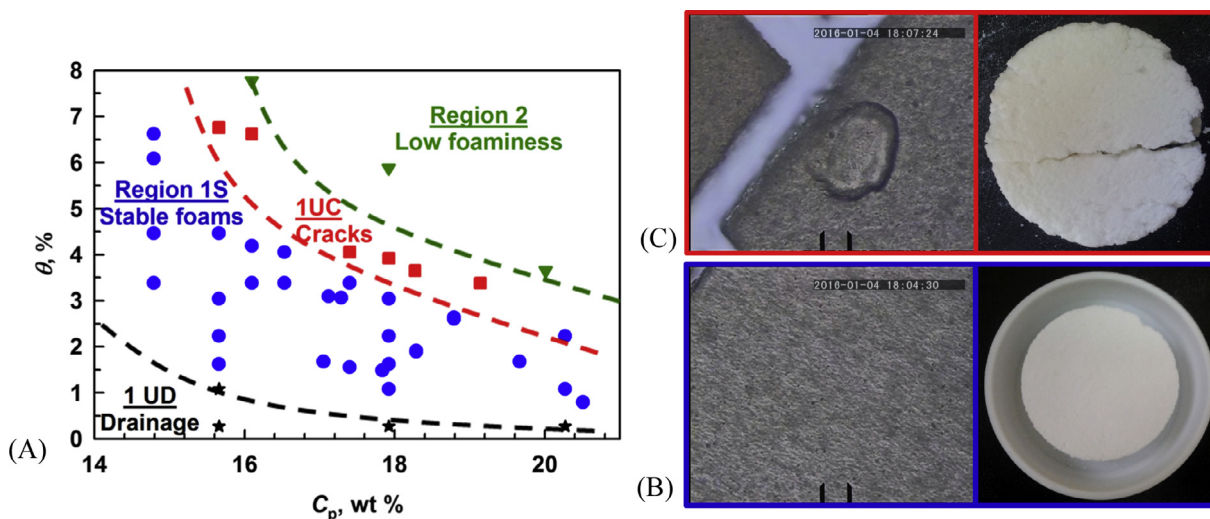 (A)
θ, %
8
7
6
5
4
3
2
1
0
14
16
18
20
Cₚ, wt %
Region 2
Low foaminess
Region 1S
Stable foams
1UC
Cracks
1 UD
Drainage
(C)
2016-01-04 18:07:24
(B)
2016-01-04 18:04:30